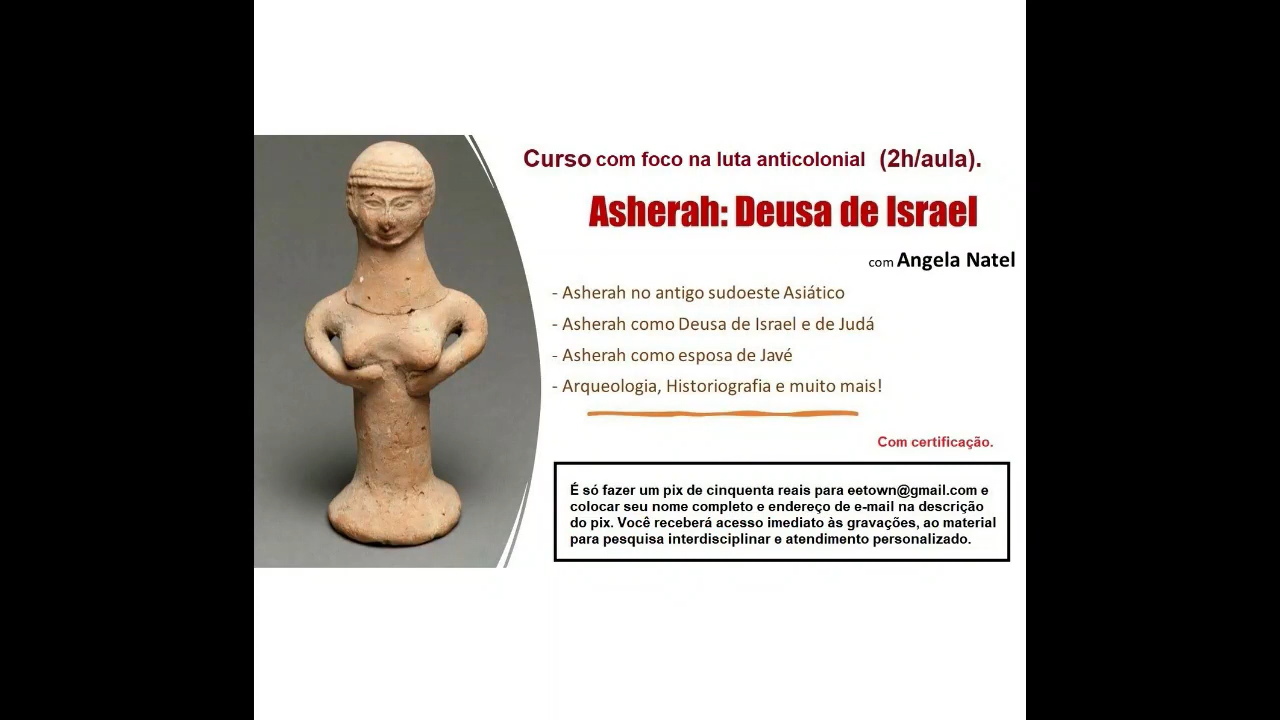 Curso com foco na luta anticolonial (2h/aula).
Asherah: Deusa de Israel
com Angela Natel
- Asherah no antigo sudoeste Asiático
- Asherah como Deusa de Israel e de Judá
- Asherah como esposa de Javé
- Arqueologia, Historiografia e muito mais!
Com certificação.
É só fazer um pix de cinquenta reais para eetown@gmail.com e
colocar seu nome completo e endereço de e-mail na descrição
do pix. Você receberá acesso imediato às gravações, ao material
para pesquisa interdisciplinar e atendimento personalizado.